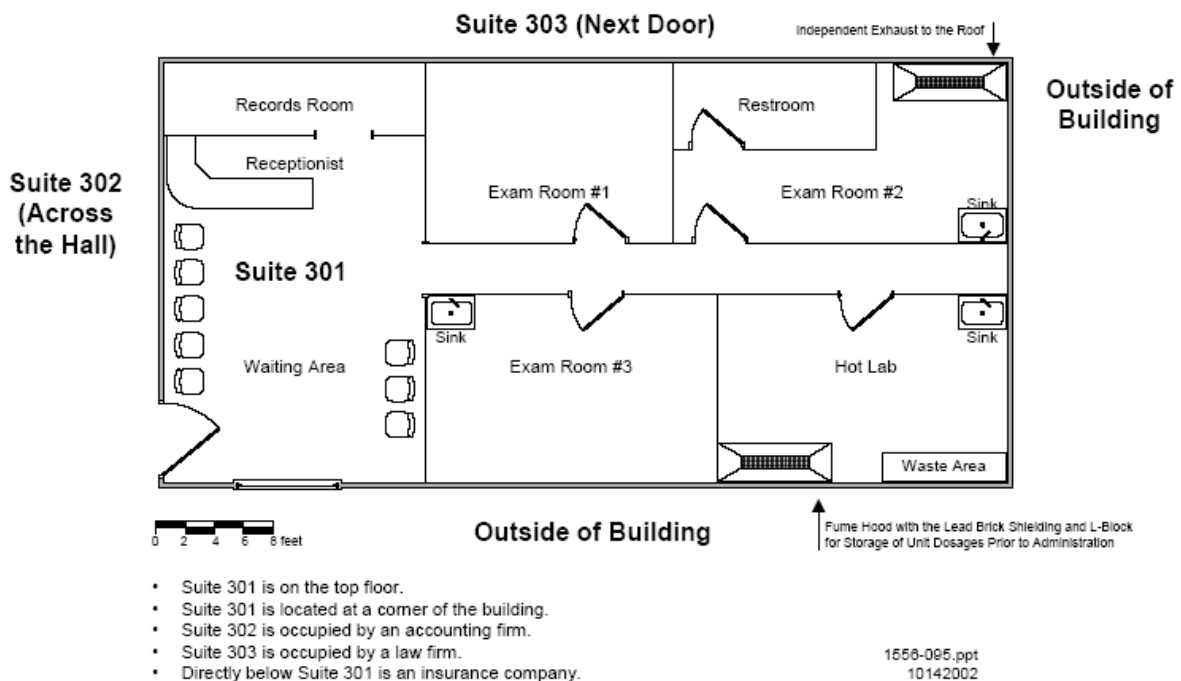 Suite 303 (Next Door)
Independent Exhaust to the Roof
Outside of
Building
Records Room
Restroom
Receptionist
Suite 302
(Across
the Hall)
Exam Room #1
Exam Room #2
Sink
Suite 301
Sink
Sink
Waiting Area
Exam Room #3
Hot Lab
Waste Area
0 2 4 6 8 feet
Outside of Building
Fume Hood with the Lead Brick Shielding and L-Block
for Storage of Unit Dosages Prior to Administration
• Suite 301 is on the top floor.
• Suite 301 is located at a corner of the building.
• Suite 302 is occupied by an accounting firm.
• Suite 303 is occupied by a law firm.
• Directly below Suite 301 is an insurance company.
1556-095.ppt
10142002